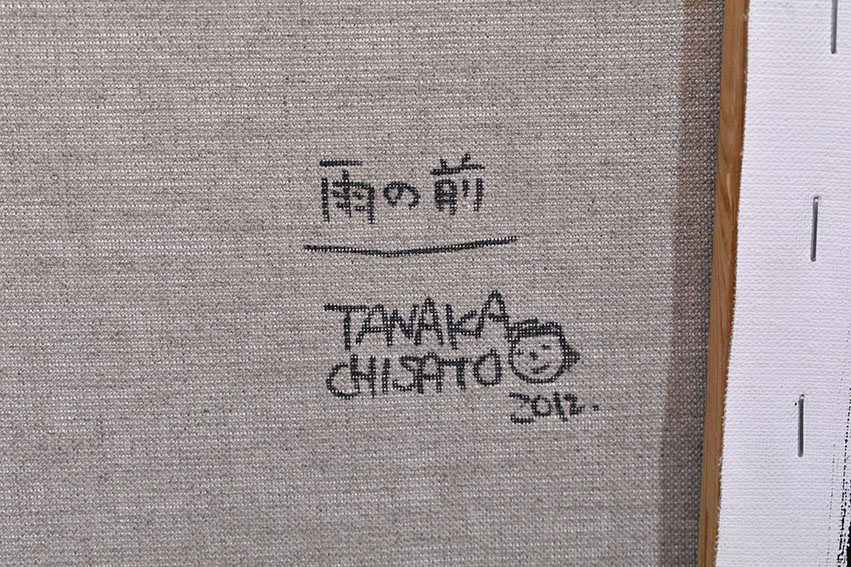 雨の前
TANAKA
CHISATO
2012.